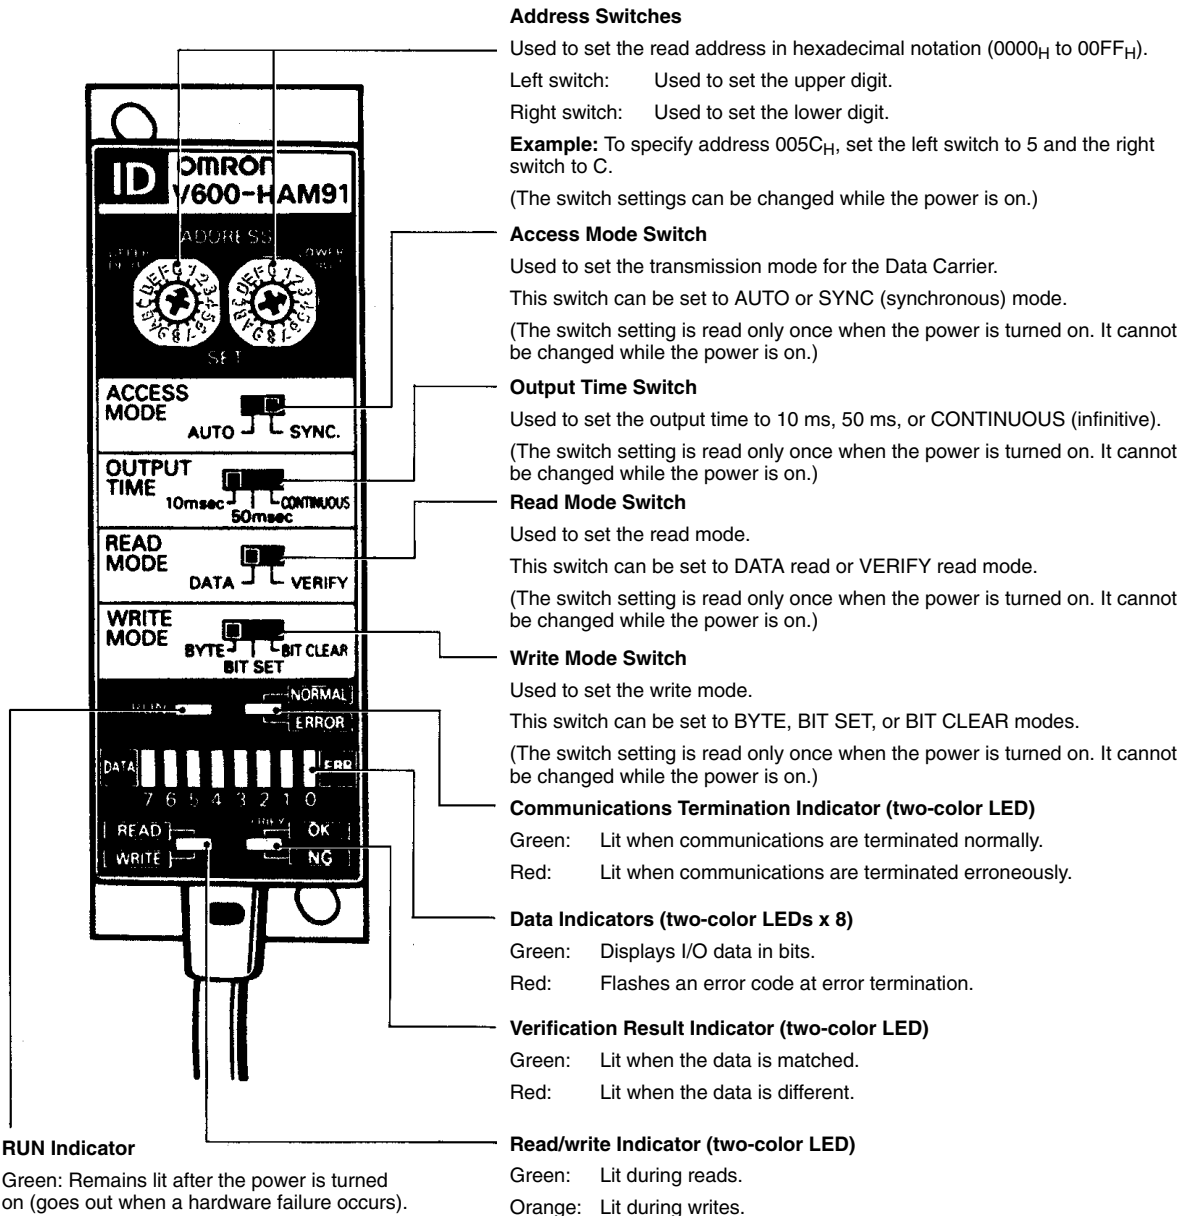 Address Switches
Used to set the read address in hexadecimal notation (0000H to 00FFH).
Left switch: Used to set the upper digit.
Right switch: Used to set the lower digit.
Example: To specify address 005CH, set the left switch to 5 and the right
switch to C.
(The switch settings can be changed while the power is on.)
Access Mode Switch
Used to set the transmission mode for the Data Carrier.
This switch can be set to AUTO or SYNC (synchronous) mode.
(The switch setting is read only once when the power is turned on. It cannot
be changed while the power is on.)
Output Time Switch
Used to set the output time to 10 ms, 50 ms, or CONTINUOUS (infinitive).
(The switch setting is read only once when the power is turned on. It cannot
be changed while the power is on.)
Read Mode Switch
Used to set the read mode.
This switch can be set to DATA read or VERIFY read mode.
(The switch setting is read only once when the power is turned on. It cannot
be changed while the power is on.)
Write Mode Switch
Used to set the write mode.
This switch can be set to BYTE, BIT SET, or BIT CLEAR modes.
(The switch setting is read only once when the power is turned on. It cannot
be changed while the power is on.)
Communications Termination Indicator (two-color LED)
Green: Lit when communications are terminated normally.
Red: Lit when communications are terminated erroneously.
Data Indicators (two-color LEDs x 8)
Green: Displays I/O data in bits.
Red: Flashes an error code at error termination.
Verification Result Indicator (two-color LED)
Green: Lit when the data is matched.
Red: Lit when the data is different.
Read/write Indicator (two-color LED)
Green: Lit during reads.
Orange: Lit during writes.
RUN Indicator
Green: Remains lit after the power is turned
on (goes out when a hardware failure occurs).
ID OMRON
V600-HAM91
ADDRESS
SET
ACCESS
MODE
AUTO SYNC.
OUTPUT
TIME
10msec CONTINUOUS
50msec
READ
MODE
DATA VERIFY
WRITE
MODE
BYTE BIT CLEAR
BIT SET
RUN NORMAL
ERROR
DATA ERR
7 6 5 4 3 2 1 0
READ OK
WRITE NG